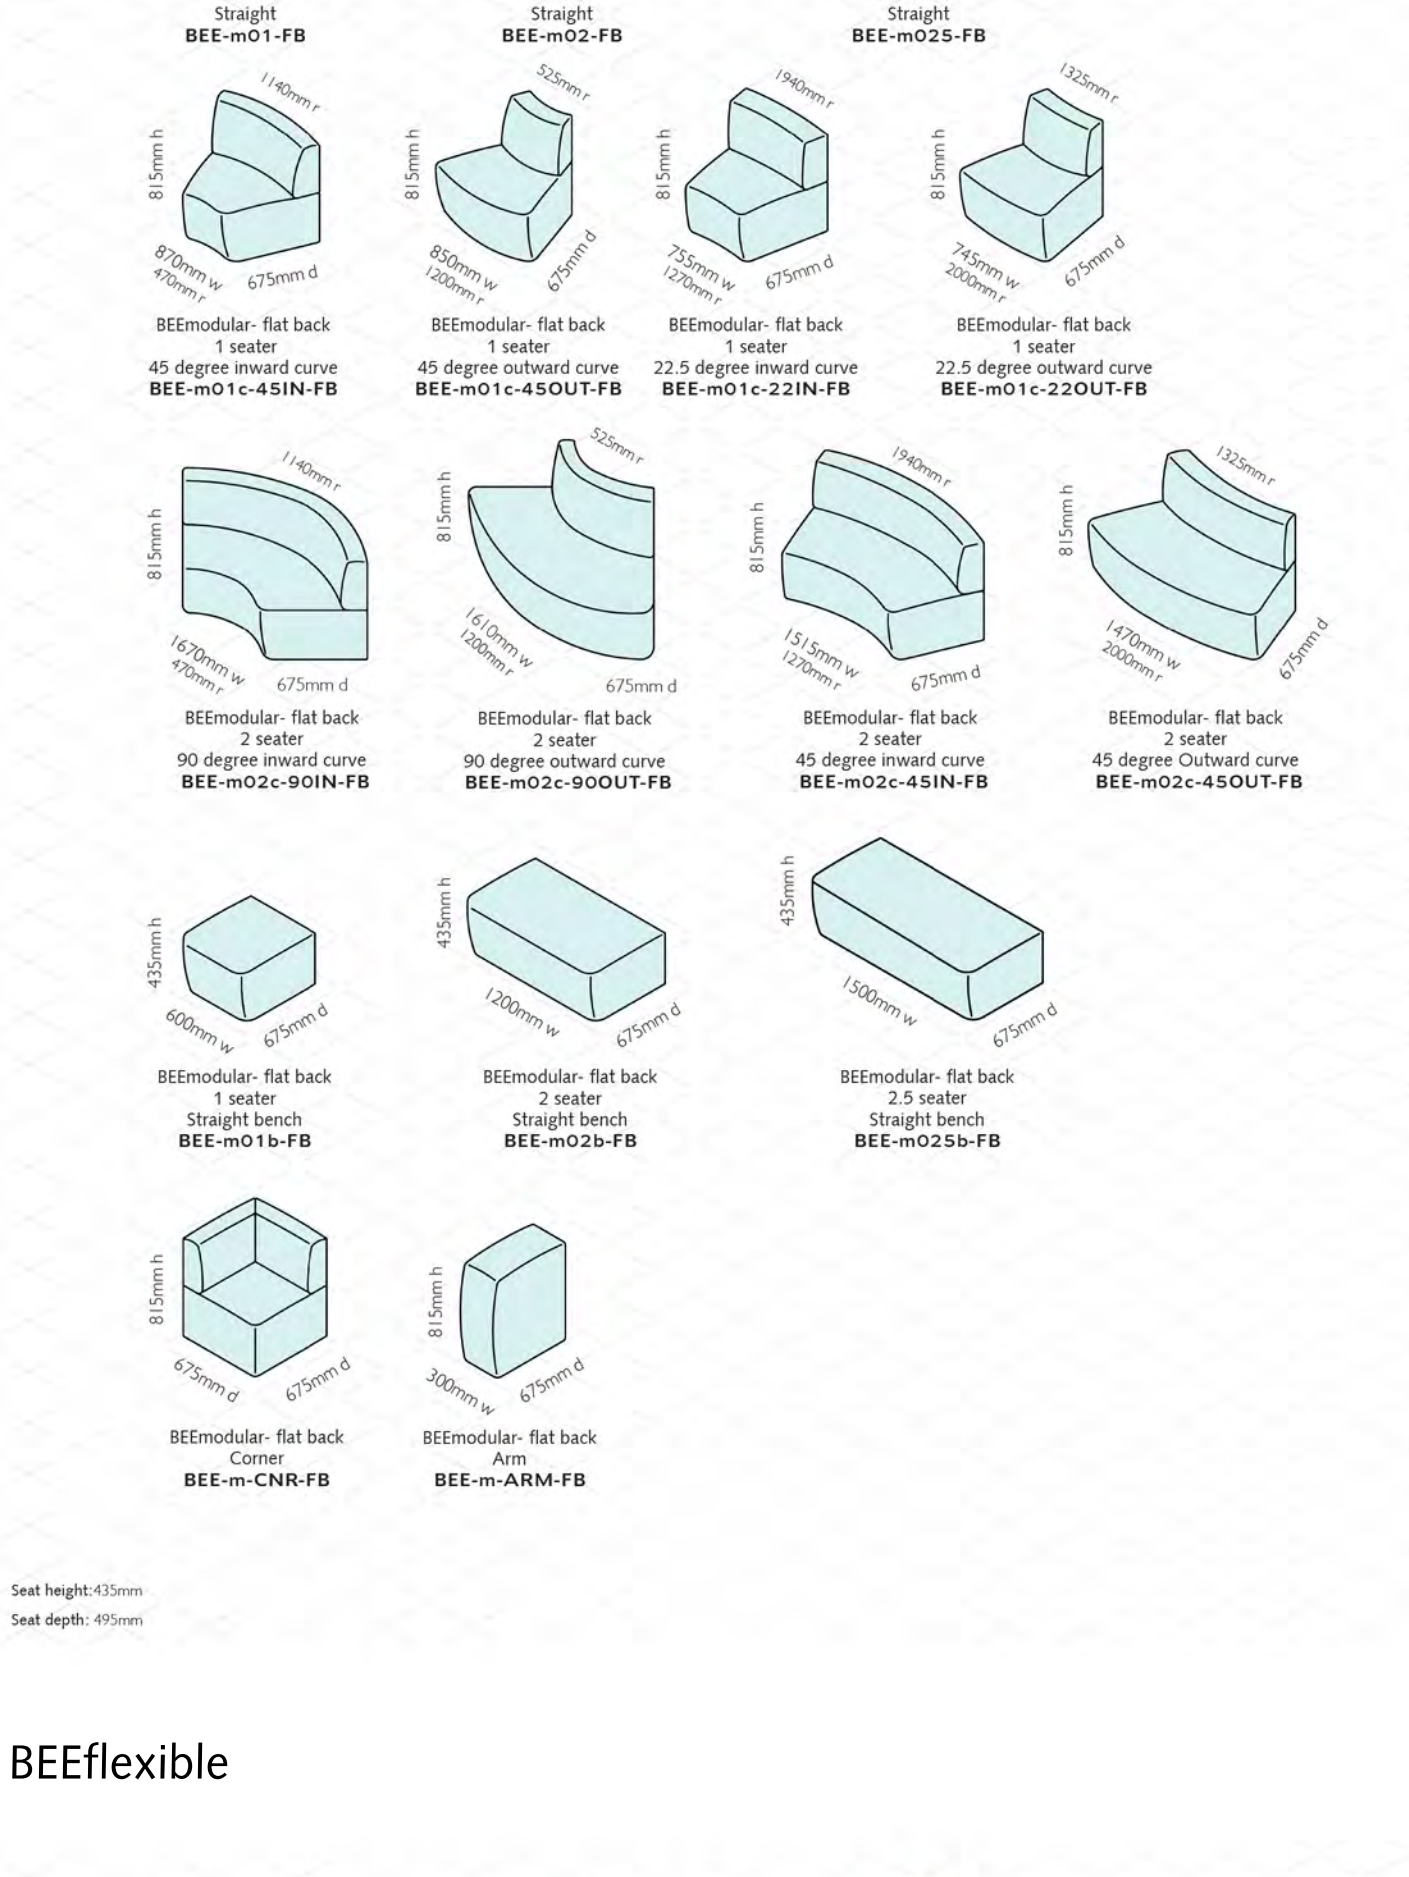 Straight
BEE-m01-FB
Straight
BEE-m02-FB
Straight
BEE-m025-FB
1140mm r
815mm h
870mm w
470mm r
675mm d
BEEmodular- flat back
1 seater
45 degree inward curve
BEE-m01c-45IN-FB
525mm r
815mm h
850mm w
1200mm r
675mm d
BEEmodular- flat back
1 seater
45 degree outward curve
BEE-m01c-45OUT-FB
1940mm r
815mm h
755mm w
1270mm r
675mm d
BEEmodular- flat back
1 seater
22.5 degree inward curve
BEE-m01c-22IN-FB
1325mm r
815mm h
745mm w
2000mm r
675mm d
BEEmodular- flat back
1 seater
22.5 degree outward curve
BEE-m01c-22OUT-FB
1140mm r
815mm h
1670mm w
470mm r
675mm d
BEEmodular- flat back
2 seater
90 degree inward curve
BEE-m02c-90IN-FB
525mm r
815mm h
1610mm w
1200mm r
675mm d
BEEmodular- flat back
2 seater
90 degree outward curve
BEE-m02c-90OUT-FB
1940mm r
815mm h
1515mm w
1270mm r
675mm d
BEEmodular- flat back
2 seater
45 degree inward curve
BEE-m02c-45IN-FB
1325mm r
815mm h
1470mm w
2000mm r
675mm d
BEEmodular- flat back
2 seater
45 degree Outward curve
BEE-m02c-45OUT-FB
435mm h
600mm w
675mm d
BEEmodular- flat back
1 seater
Straight bench
BEE-m01b-FB
435mm h
1200mm w
675mm d
BEEmodular- flat back
2 seater
Straight bench
BEE-m02b-FB
435mm h
1500mm w
675mm d
BEEmodular- flat back
2.5 seater
Straight bench
BEE-m025b-FB
815mm h
675mm d
675mm d
BEEmodular- flat back
Corner
BEE-m-CNR-FB
815mm h
300mm w
675mm d
BEEmodular- flat back
Arm
BEE-m-ARM-FB
Seat height:435mm
Seat depth: 495mm
BEEflexible